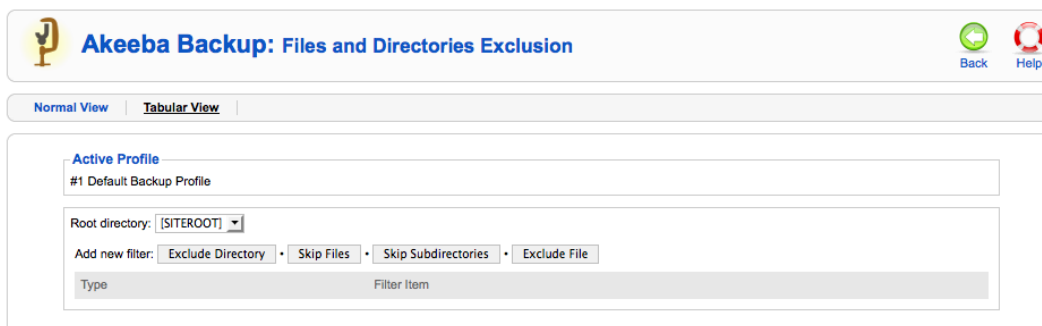 Akeeba Backup: Files and Directories Exclusion
Back
Help
Normal View
Tabular View
Active Profile
#1 Default Backup Profile
Root directory: [SITEROOT]
Add new filter: Exclude Directory • Skip Files • Skip Subdirectories • Exclude File
Type Filter Item